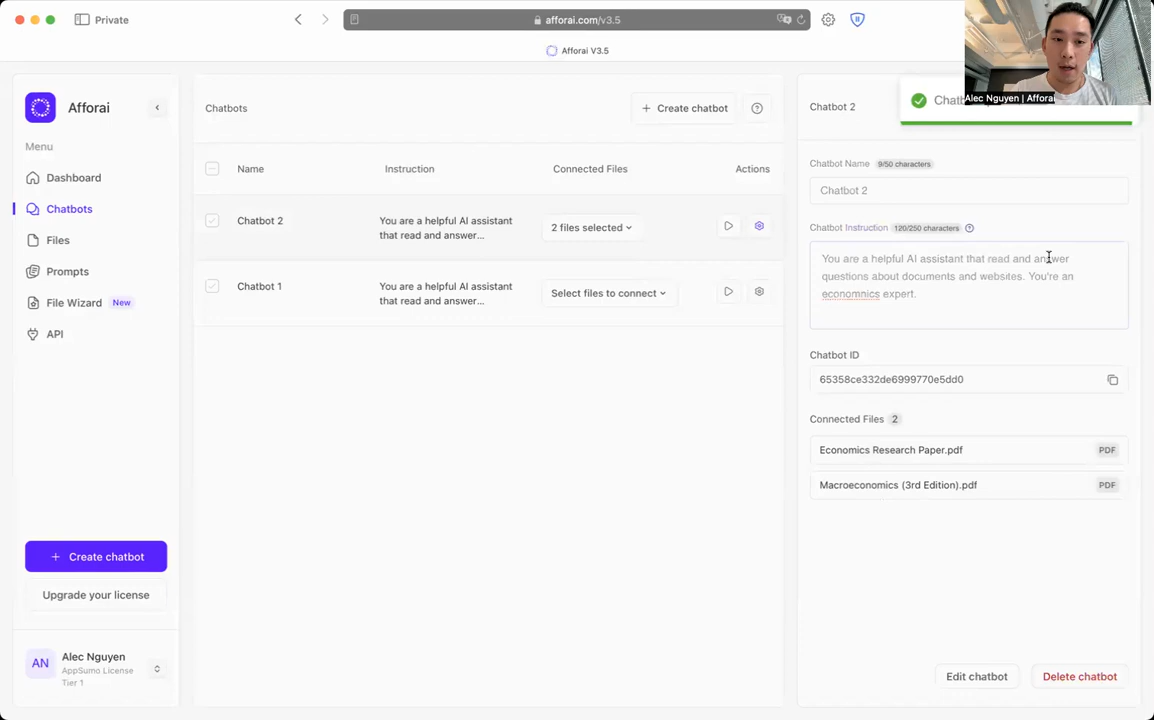 Private
afforai.com/v3.5
Afforai V3.5
Alec Nguyen | Afforai
Afforai
Menu
Dashboard
Chatbots
Files
Prompts
File Wizard New
API
+ Create chatbot
Upgrade your license
AN
Alec Nguyen
AppSumo License
Tier 1
Chatbots
+ Create chatbot
Name Instruction Connected Files Actions
Chatbot 2
You are a helpful AI assistant
that read and answer...
2 files selected
Chatbot 1
You are a helpful AI assistant
that read and answer...
Select files to connect
Chatbot 2
Chatbot Name 9/50 characters
Chatbot 2
Chatbot Instruction 120/250 characters
You are a helpful AI assistant that read and answer
questions about documents and websites. You're an
economnics expert.
Chatbot ID
65358ce332de6999770e5dd0
Connected Files 2
Economics Research Paper.pdf PDF
Macroeconomics (3rd Edition).pdf PDF
Edit chatbot
Delete chatbot